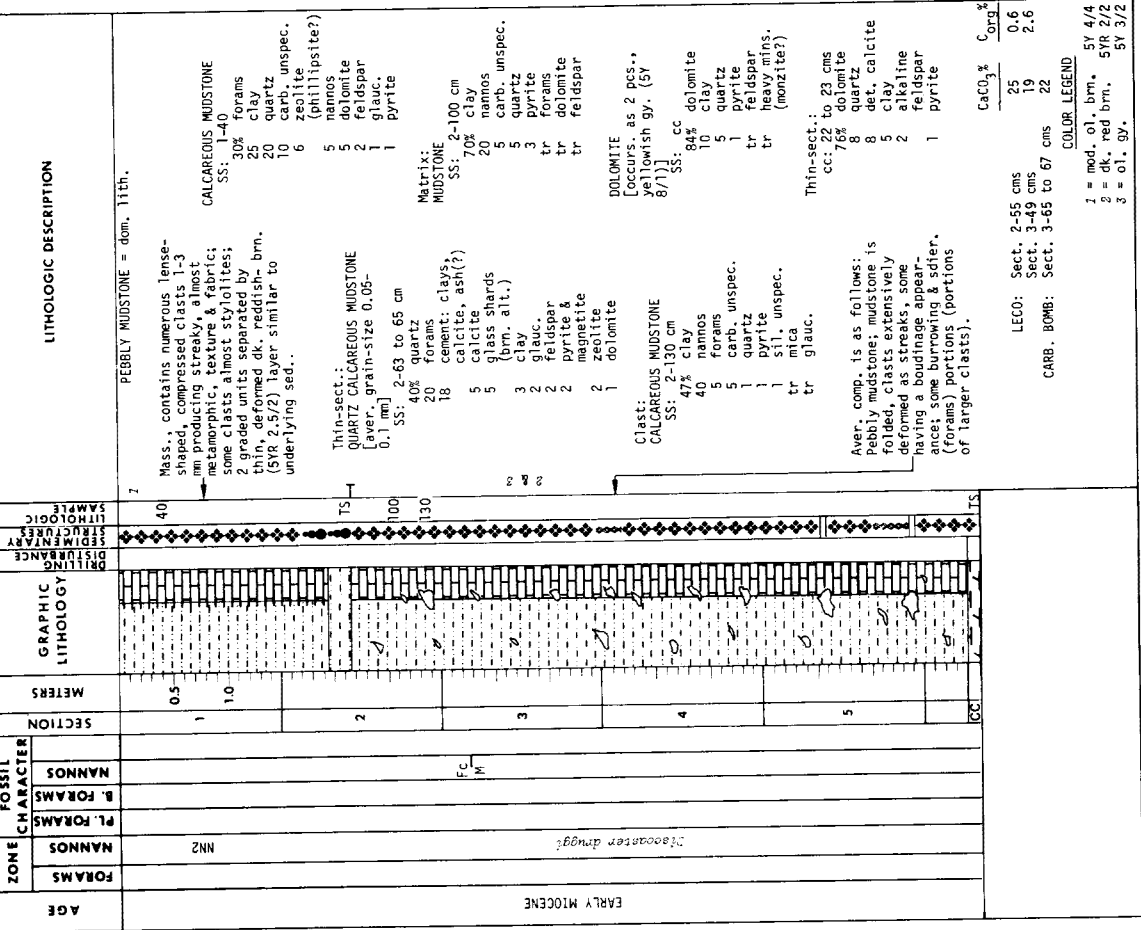 AGE
ZONE
FORAMS
NANNOS
FOSSIL
CHARACTER
PL. FORAMS
B. FORAMS
NANNOS
SECTION
METERS
GRAPHIC
LITHOLOGY
DRILLING
DISTURBANCE
SEDIMENTARY
STRUCTURES
LITHOLOGIC
SAMPLE
LITHOLOGIC DESCRIPTION
EARLY MIOCENE
NN2
Discoaster druggi
FC
M
1
0.5
1.0
2
3
4
5
CC
40
TS
100
130
TS
1
2 & 3
PEBBLY MUDSTONE = dom. lith.
Mass., contains numerous lense-
shaped, compressed clasts 1-3
mm producing streaky, almost
metamorphic, texture & fabric;
some clasts almost stylolites;
2 graded units separated by
thin, deformed dk. reddish- brn.
(5YR 2.5/2) layer similar to
underlying sed..
Thin-sect.:
QUARTZ CALCAREOUS MUDSTONE
[aver. grain-size 0.05-
0.1 mm]
SS: 2-63 to 65 cm
40% quartz
20 forams
18 cement: clays,
calcite, ash(?)
5 calcite
5 glass shards
(brn. alt.)
3 clay
2 glauc.
2 feldspar
2 pyrite &
magnetite
2 zeolite
1 dolomite
Clast:
CALCAREOUS MUDSTONE
SS: 2-130 cm
47% clay
40 nannos
5 forams
5 carb. unspec.
1 quartz
1 pyrite
1 sil. unspec.
tr mica
tr glauc.
Aver. comp. is as follows:
Pebbly mudstone; mudstone is
folded, clasts extensively
deformed as streaks, some
having a boudinage appear-
ance; some burrowing & sdier.
(forams) portions (portions
of larger clasts).
CALCAREOUS MUDSTONE
SS: 1-40
30% forams
25 clay
20 quartz
10 carb. unspec.
6 zeolite
(phillipsite?)
5 nannos
5 dolomite
2 feldspar
1 glauc.
1 pyrite
Matrix:
MUDSTONE
SS: 2-100 cm
70% clay
20 nannos
5 carb. unspec.
5 quartz
3 pyrite
tr forams
tr dolomite
tr feldspar
DOLOMITE
[occurs. as 2 pcs.,
yellowish gy. (5Y
8/1)]
SS: cc
84% dolomite
10 clay
5 quartz
1 pyrite
tr feldspar
tr heavy mins.
(monzite?)
Thin-sect.:
cc: 22 to 23 cms
76% dolomite
8 quartz
8 det. calcite
5 clay
2 alkaline
feldspar
1 pyrite
CaCO3% Corg%
LECO: Sect. 2-55 cms 25 0.6
Sect. 3-49 cms 19 2.6
CARB. BOMB: Sect. 3-65 to 67 cms 22
COLOR LEGEND
1 = mod. ol. brn. 5Y 4/4
2 = dk. red brn. 5YR 2/2
3 = ol. gy. 5Y 3/2